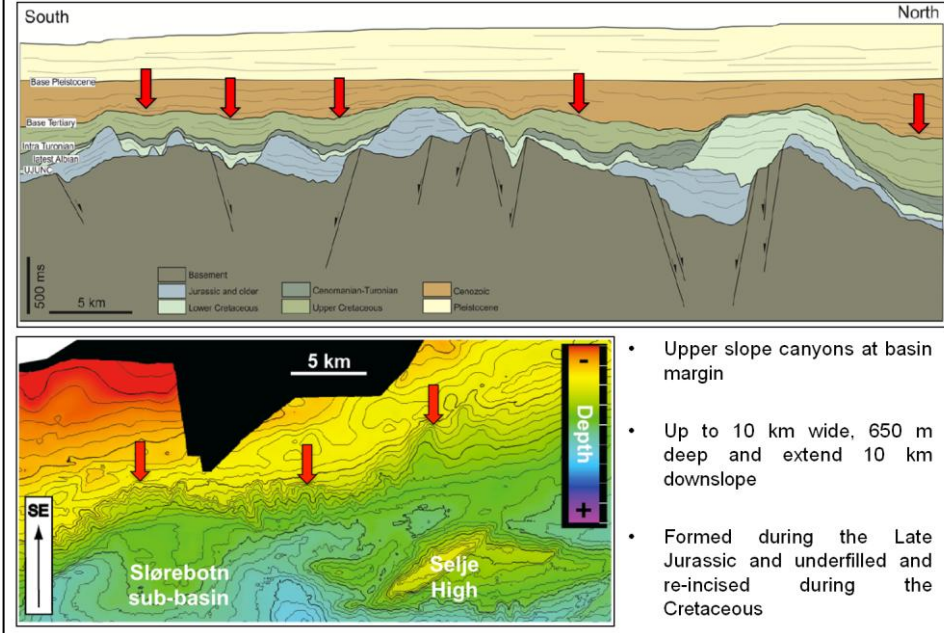 South
North
Base Pleistocene
Base Tertiary
Intra Turonian
latest Albian
UJUNC
500 ms
5 km
Basement
Jurassic and older
Lower Cretaceous
Cenomanian-Turonian
Upper Cretaceous
Cenozoic
Pleistocene
5 km
-
Depth
+
SE
Slørebotn
sub-basin
Selje
High
• Upper slope canyons at basin
margin
• Up to 10 km wide, 650 m
deep and extend 10 km
downslope
• Formed during the Late
Jurassic and underfilled and
re-incised during the
Cretaceous